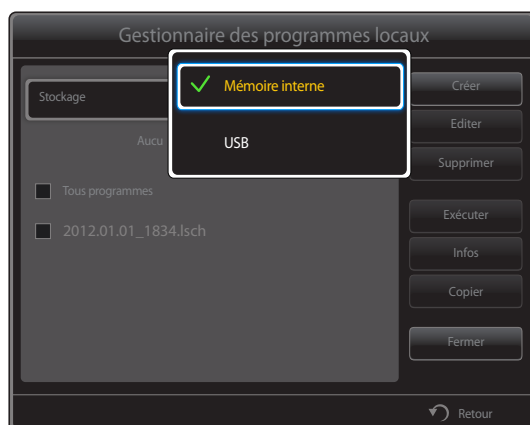 Gestionnaire des programmes locaux
Stockage
Mémoire interne
USB
Aucu
Tous programmes
2012.01.01_1834.lsch
Créer
Editer
Supprimer
Exécuter
Infos
Copier
Fermer
Retour